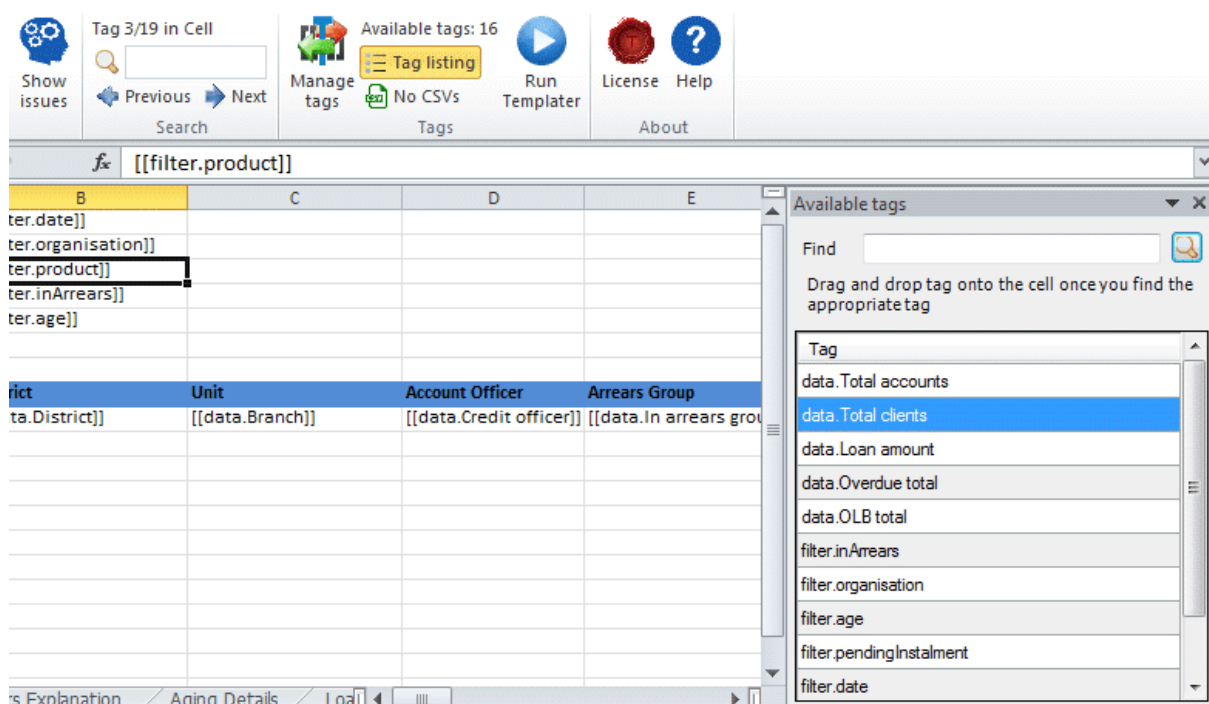 Tag 3/19 in Cell
Available tags: 16
Show issues
Previous
Next
Manage tags
Tag listing
No CSVs
Run Templater
License
Help
Search
Tags
About
fx
[[filter.product]]
B
C
D
E
ter.date]]
ter.organisation]]
ter.product]]
ter.inArrears]]
ter.age]]
rict
Unit
Account Officer
Arrears Group
ta.District]]
[[data.Branch]]
[[data.Credit officer]]
[[data.In arrears grou
Available tags
Find
Drag and drop tag onto the cell once you find the
appropriate tag
Tag
data.Total accounts
data.Total clients
data.Loan amount
data.Overdue total
data.OLB total
filter.inArrears
filter.organisation
filter.age
filter.pendingInstalment
filter.date
rs Explanation
Aging Details
Loa